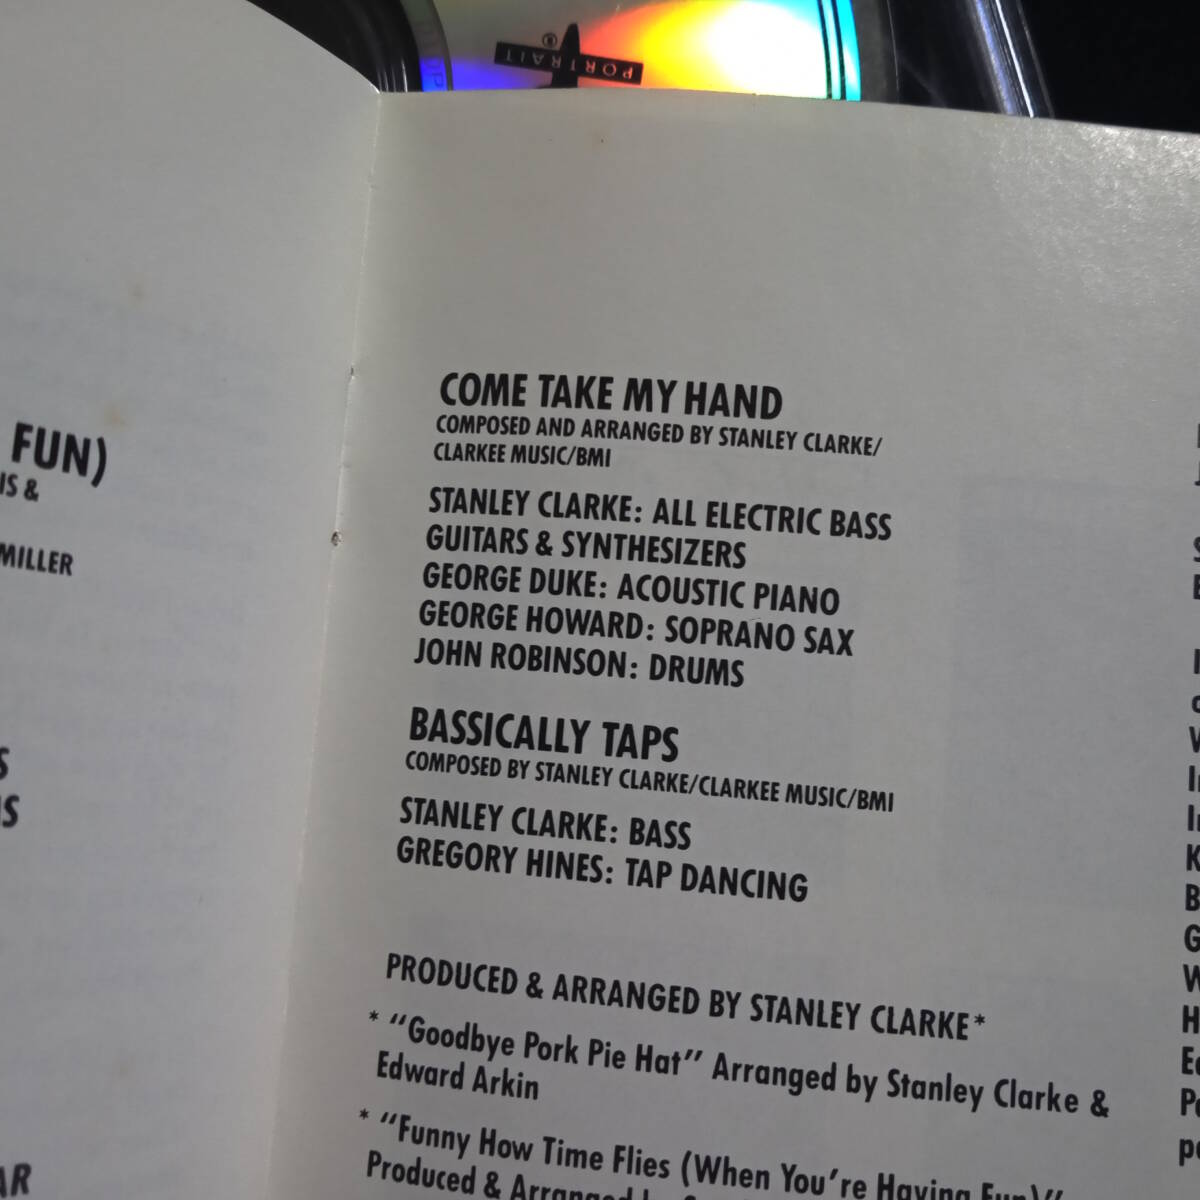 PORTRAIT
®
FUN)
&
MILLER
COME TAKE MY HAND
COMPOSED AND ARRANGED BY STANLEY CLARKE/
CLARKEE MUSIC/BMI
STANLEY CLARKE: ALL ELECTRIC BASS
GUITARS & SYNTHESIZERS
GEORGE DUKE: ACOUSTIC PIANO
GEORGE HOWARD: SOPRANO SAX
JOHN ROBINSON: DRUMS
BASSICALLY TAPS
COMPOSED BY STANLEY CLARKE/CLARKEE MUSIC/BMI
STANLEY CLARKE: BASS
GREGORY HINES: TAP DANCING
PRODUCED & ARRANGED BY STANLEY CLARKE*
* "Goodbye Pork Pie Hat" Arranged by Stanley Clarke &
Edward Arkin
* "Funny How Time Flies (When You're Having Fun)"
Produced & Arranged by